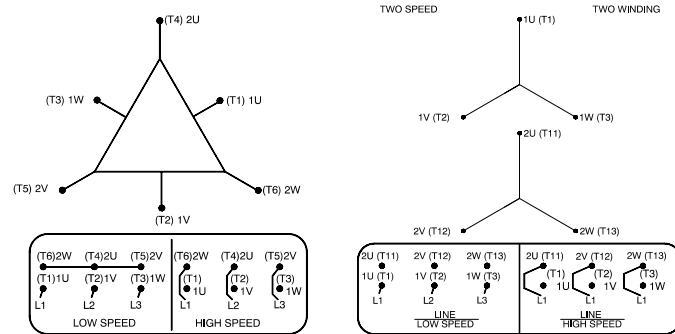 (T4) 2U
(T3) 1W
(T1) 1U
(T5) 2V
(T6) 2W
(T2) 1V
(T6)2W (T4)2U (T5)2V
(T1)1U (T2)1V (T3)1W
L1 L2 L3
LOW SPEED
(T6)2W (T4)2U (T5)2V
(T1) (T2) (T3)
1U 1V 1W
L1 L2 L3
HIGH SPEED
TWO SPEED TWO WINDING
1U (T1)
1V (T2) 1W (T3)
2U (T11)
2V (T12) 2W (T13)
2U (T11) 2V (T12) 2W (T13)
1U (T1) 1V (T2) 1W (T3)
L1 L2 L3
LINE
LOW SPEED
2U (T11) 2V (T12) 2W (T13)
(T1) (T2) (T3)
1U 1V 1W
L1 L1 L1
LINE
HIGH SPEED